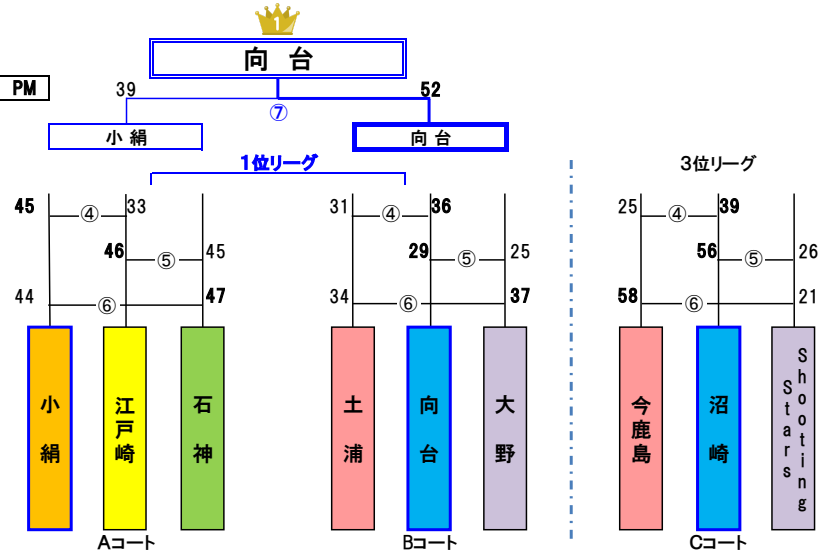 1
向 台
PM
39
52
⑦
小 絹
向 台
1位リーグ
3位リーグ
45
④
33
31
④
36
25
④
39
46
⑤
45
29
⑤
25
56
⑤
26
44
⑥
47
34
⑥
37
58
⑥
21
小絹
江戸崎
石神
土浦
向台
大野
今鹿島
沼崎
Shooting
Stars
Aコート
Bコート
Cコート